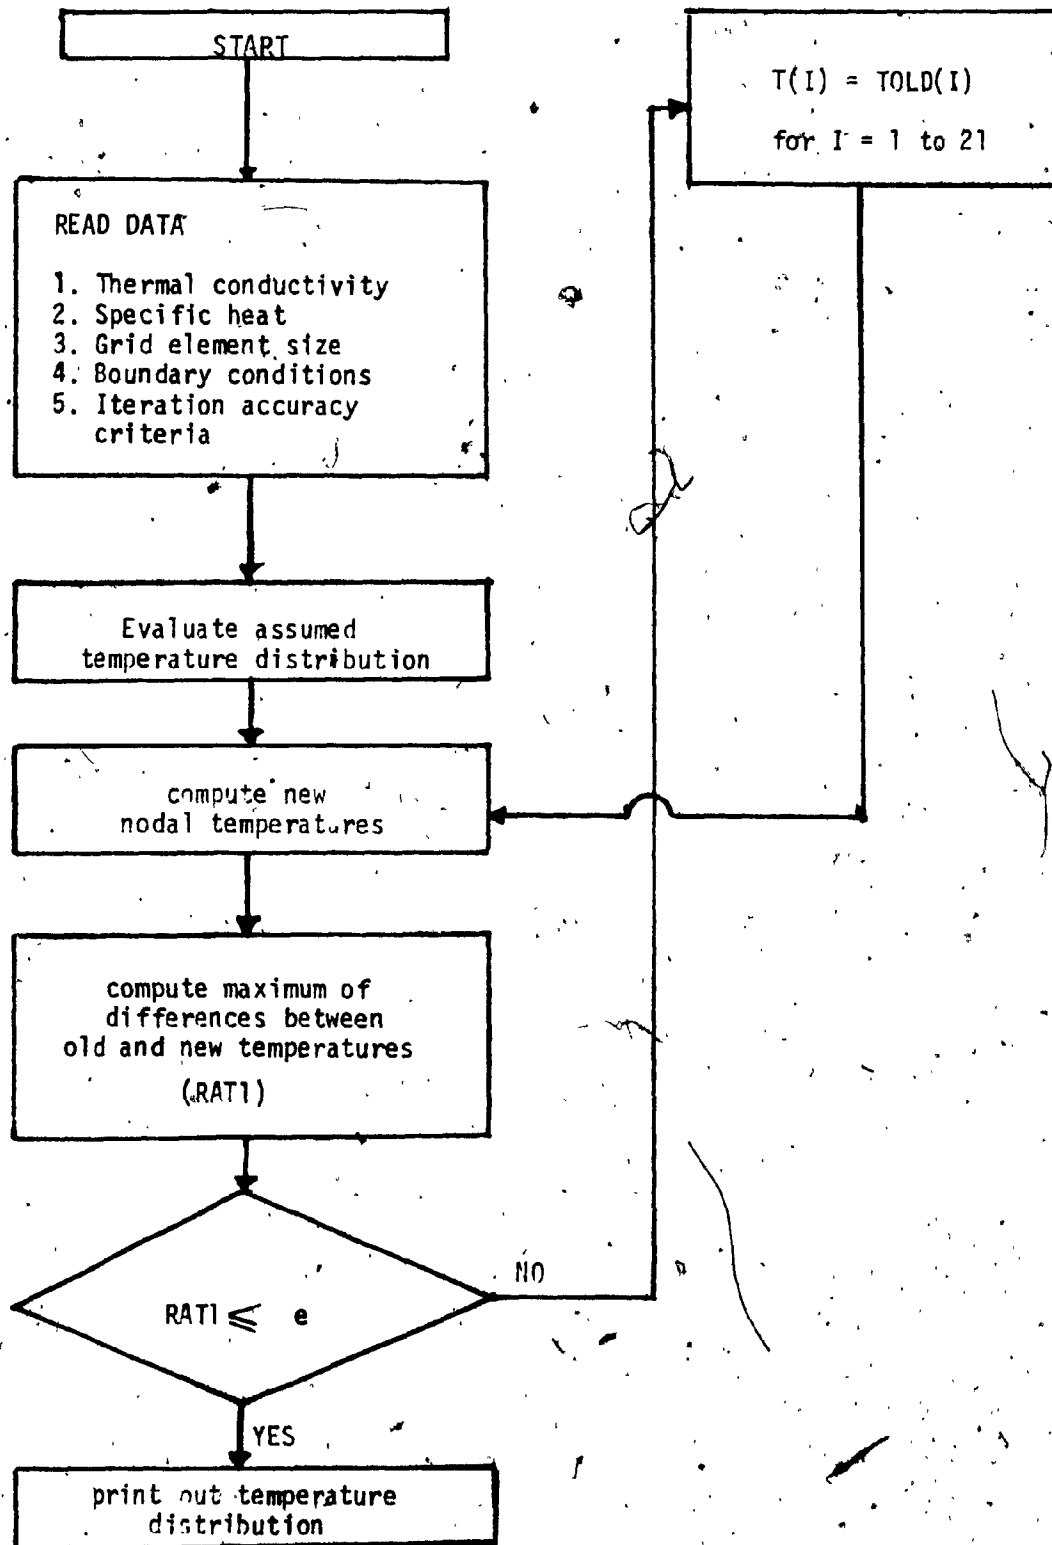 START
READ DATA
1. Thermal conductivity
2. Specific heat
3. Grid element size
4. Boundary conditions
5. Iteration accuracy
criteria
Evaluate assumed
temperature distribution
compute new
nodal temperatures
compute maximum of
differences between
old and new temperatures
(RAT1)
RAT1 ≤ e
NO
YES
print out temperature
distribution
T(I) = TOLD(I)
for I = 1 to 21